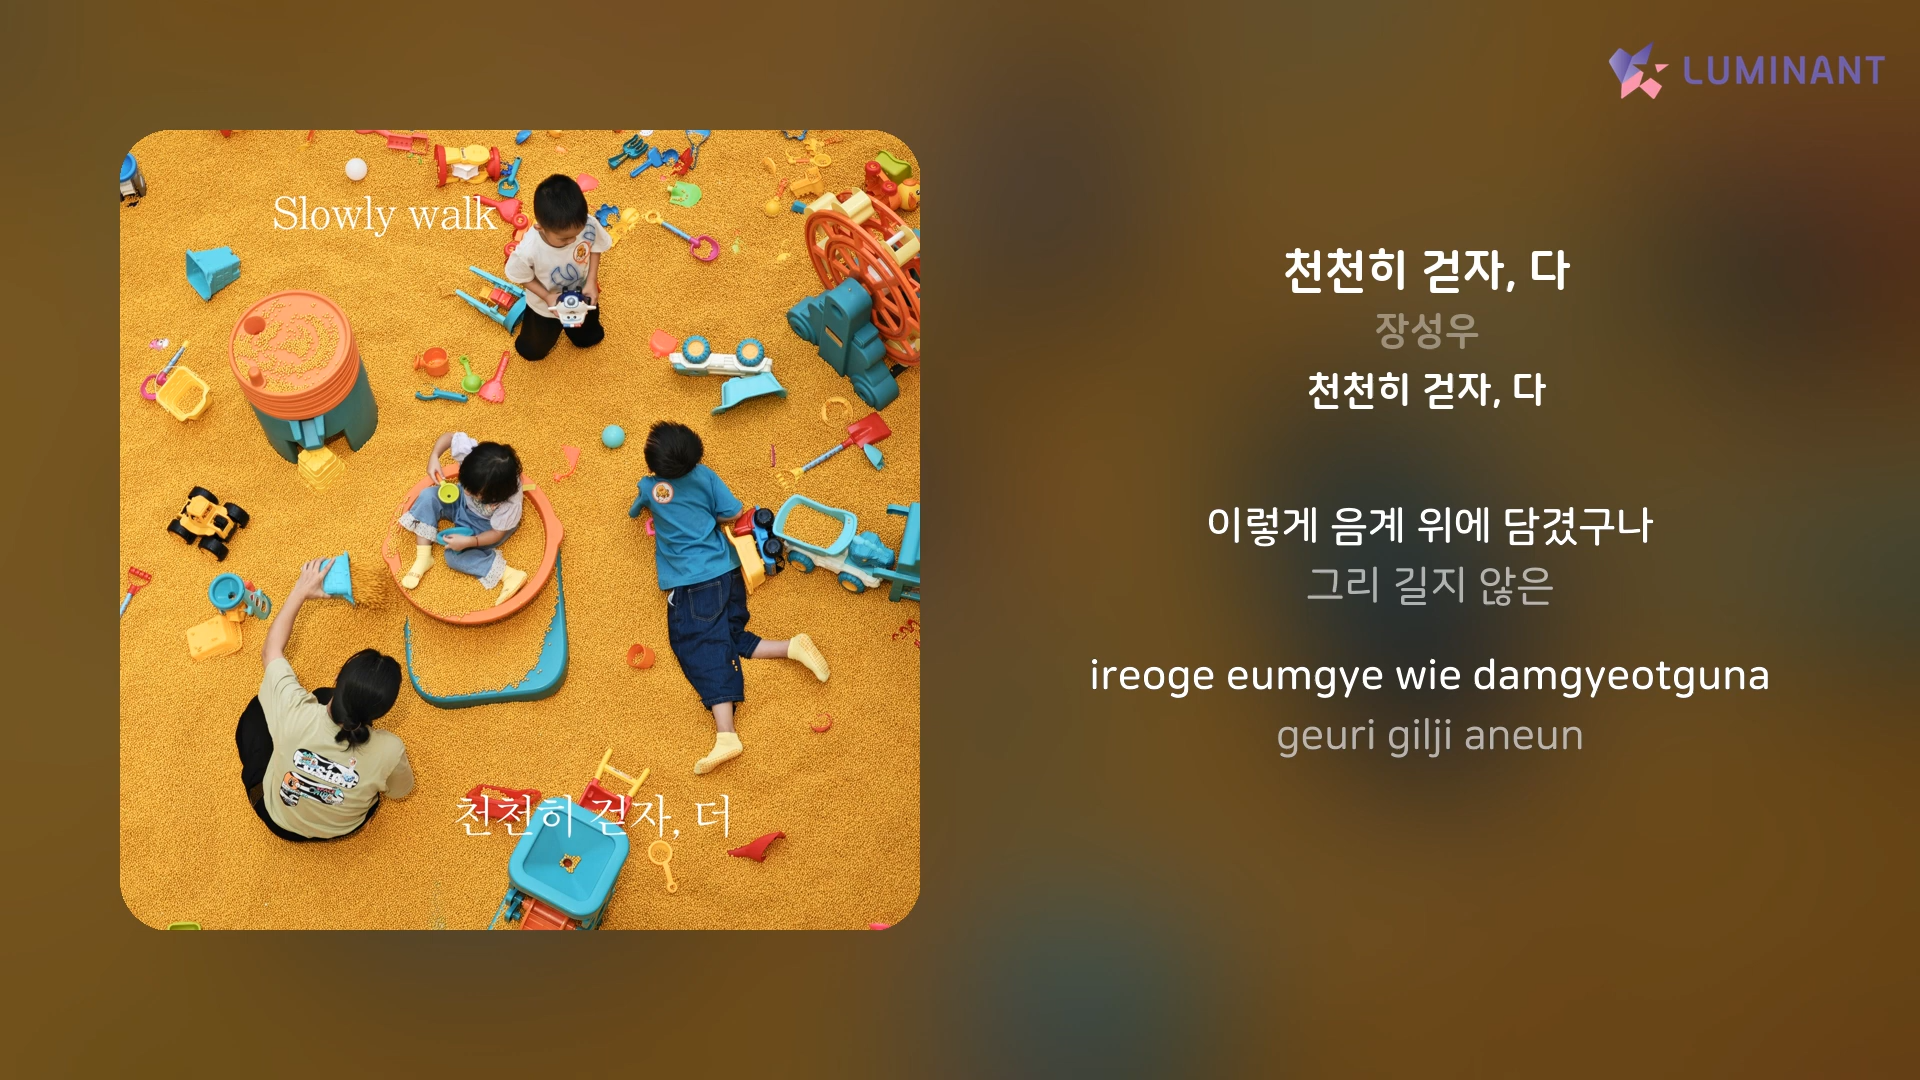 LUMINANT
Slowly walk
천천히 걷자, 더
천천히 걷자, 다
장성우
천천히 걷자, 다
이렇게 음계 위에 담겼구나
그리 길지 않은
ireoge eumgye wie damgyeotguna
geuri gilji aneun